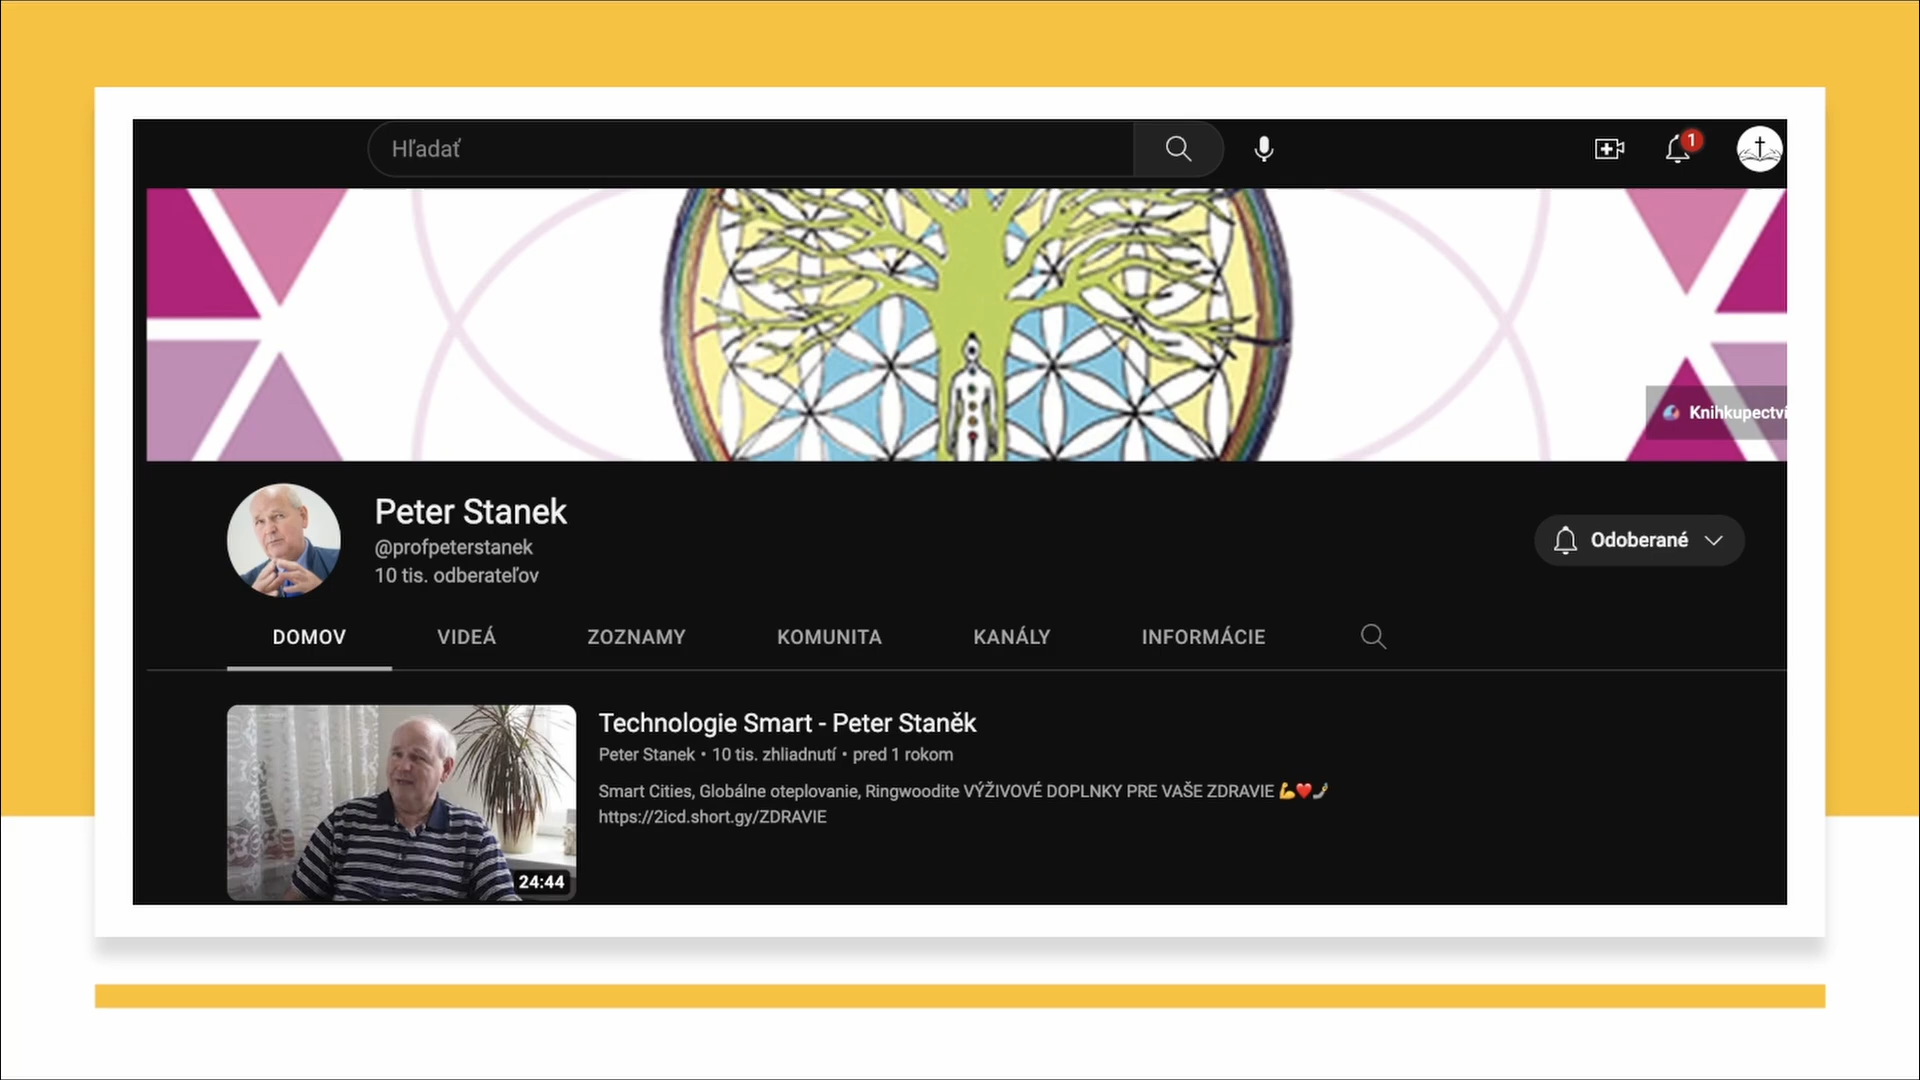 Hľadať
1
Knihkupectví
Peter Stanek
@profpeterstanek
10 tis. odberateľov
Odoberané
DOMOV VIDEÁ ZOZNAMY KOMUNITA KANÁLY INFORMÁCIE
Technologie Smart - Peter Staněk
Peter Stanek • 10 tis. zhliadnutí • pred 1 rokom
Smart Cities, Globálne oteplovanie, Ringwoodite VÝŽIVOVÉ DOPLNKY PRE VAŠE ZDRAVIE 💪❤️🤳
https://2icd.short.gy/ZDRAVIE
24:44